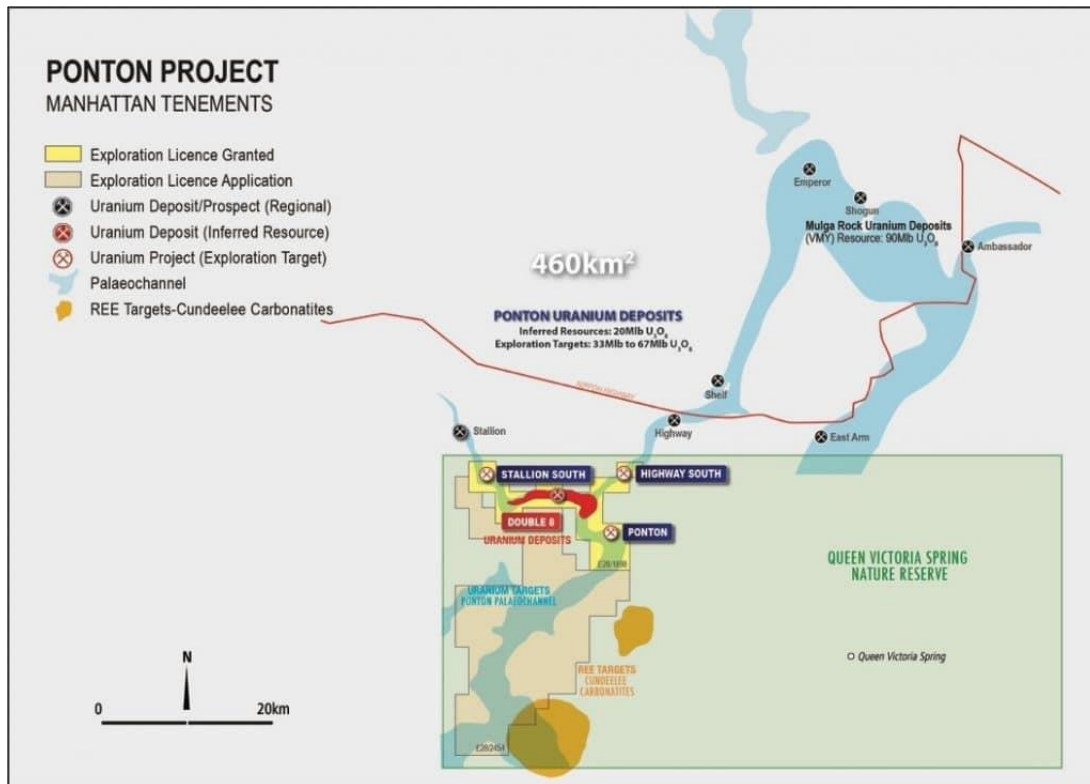 PONTON PROJECT
MANHATTAN TENEMENTS
Exploration Licence Granted
Exploration Licence Application
Uranium Deposit/Prospect (Regional)
Uranium Deposit (Inferred Resource)
Uranium Project (Exploration Target)
Palaeochannel
REE Targets-Cundeelee Carbonatites
460km²
PONTON URANIUM DEPOSITS
Inferred Resources: 20Mlb U₃O₈
Exploration Targets: 33Mlb to 67Mlb U₃O₈
Emperor
Shogun
Mulga Rock Uranium Deposits
(VMY) Resource: 90Mlb U₃O₈
Ambassador
Shelf
Highway
East Arm
Stallion
STALLION SOUTH
HIGHWAY SOUTH
DOUBLE 8
URANIUM DEPOSITS
PONTON
URANIUM TARGETS
PONTON PALAEOCHANNEL
QUEEN VICTORIA SPRING
NATURE RESERVE
Queen Victoria Spring
REE TARGETS
CUNDEELEE
CARBONATITES
E28/2454
N
0 20km